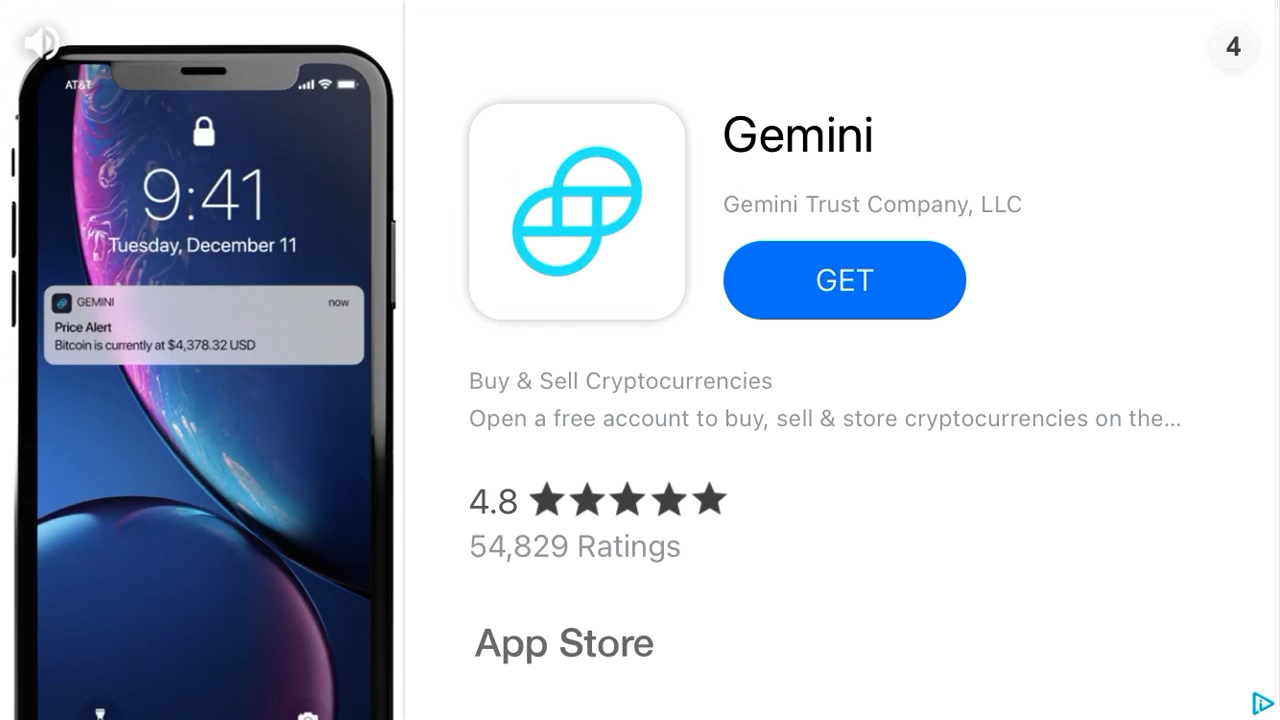 AT&T
9:41
Tuesday, December 11
GEMINI now
Price Alert
Bitcoin is currently at $4,378.32 USD
4
Gemini
Gemini Trust Company, LLC
GET
Buy & Sell Cryptocurrencies
Open a free account to buy, sell & store cryptocurrencies on the...
4.8
54,829 Ratings
App Store